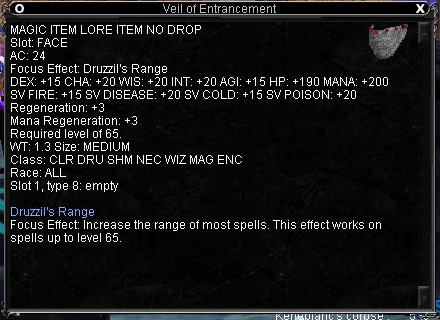 O Veil of Entrancement X
MAGIC ITEM LORE ITEM NO DROP
Slot: FACE
AC: 24
Focus Effect: Druzzil's Range
DEX: +15 CHA: +20 WIS: +20 INT: +20 AGI: +15 HP: +190 MANA: +200
SV FIRE: +15 SV DISEASE: +20 SV COLD: +15 SV POISON: +20
Regeneration: +3
Mana Regeneration: +3
Required level of 65.
WT: 1.3 Size: MEDIUM
Class: CLR DRU SHM NEC WIZ MAG ENC
Race: ALL
Slot 1, type 8: empty
Druzzil's Range
Focus Effect: Increase the range of most spells. This effect works on
spells up to level 65.
corpse